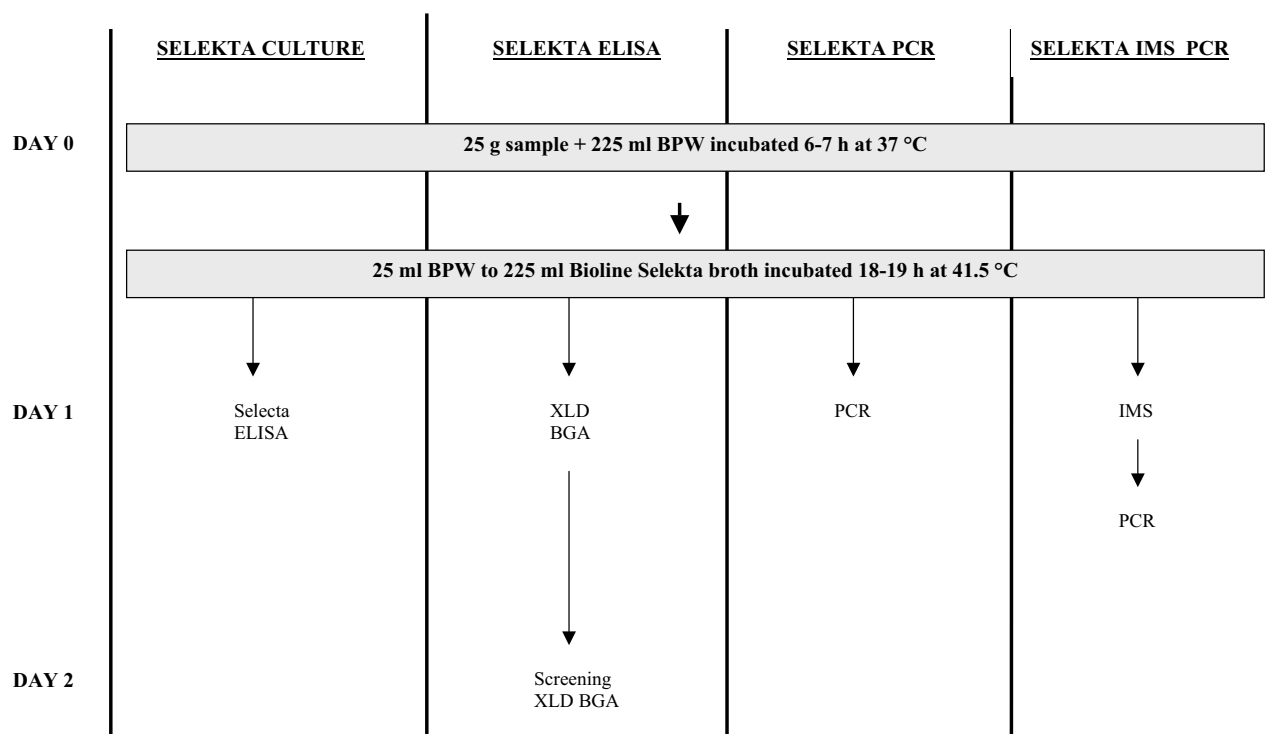 SELEKTA CULTURE
SELEKTA ELISA
SELEKTA PCR
SELEKTA IMS PCR
DAY 0
25 g sample + 225 ml BPW incubated 6-7 h at 37 °C
25 ml BPW to 225 ml Bioline Selekta broth incubated 18-19 h at 41.5 °C
DAY 1
Selecta
ELISA
XLD
BGA
PCR
IMS
PCR
DAY 2
Screening
XLD BGA